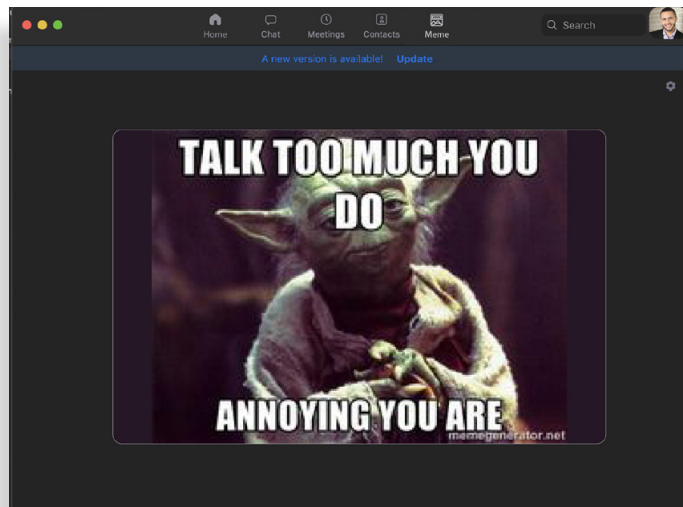 Home
Chat
Meetings
Contacts
Meme
Search
A new version is available! Update
TALK TOO MUCH YOU
DO
ANNOYING YOU ARE
memegenerator.net